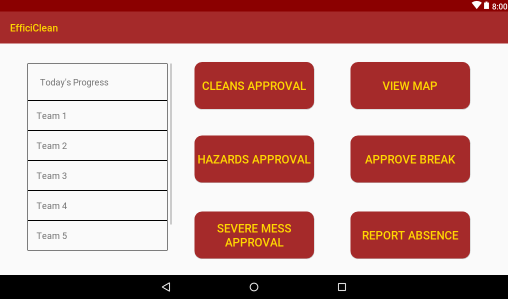 8:00
EfficiClean
Today's Progress
Team 1
Team 2
Team 3
Team 4
Team 5
CLEANS APPROVAL
VIEW MAP
HAZARDS APPROVAL
APPROVE BREAK
SEVERE MESS
APPROVAL
REPORT ABSENCE